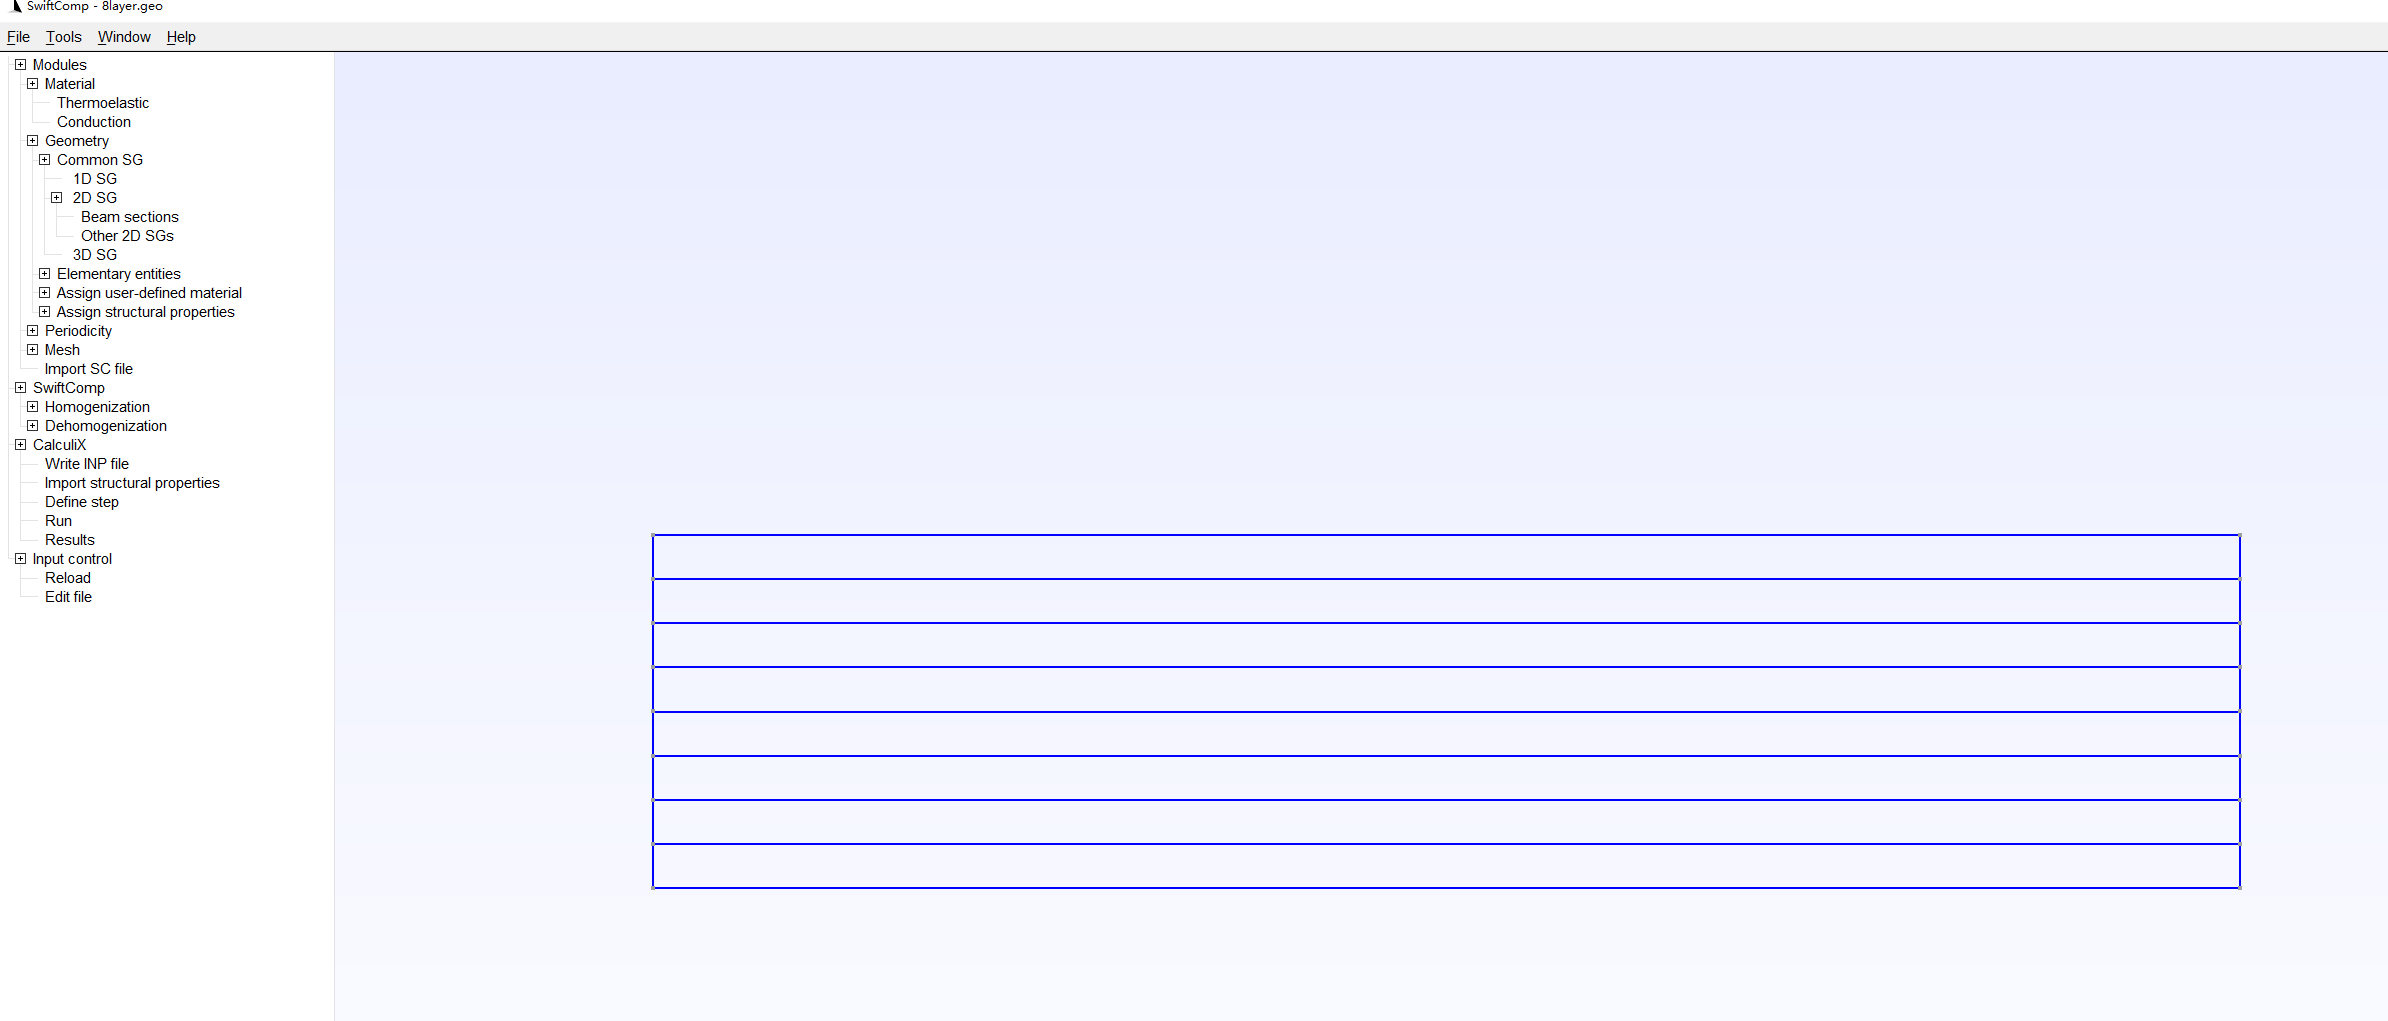 SwiftComp - 8layer.geo
File Tools Window Help
Modules
Material
Thermoelastic
Conduction
Geometry
Common SG
1D SG
2D SG
Beam sections
Other 2D SGs
3D SG
Elementary entities
Assign user-defined material
Assign structural properties
Periodicity
Mesh
Import SC file
SwiftComp
Homogenization
Dehomogenization
CalculiX
Write INP file
Import structural properties
Define step
Run
Results
Input control
Reload
Edit file